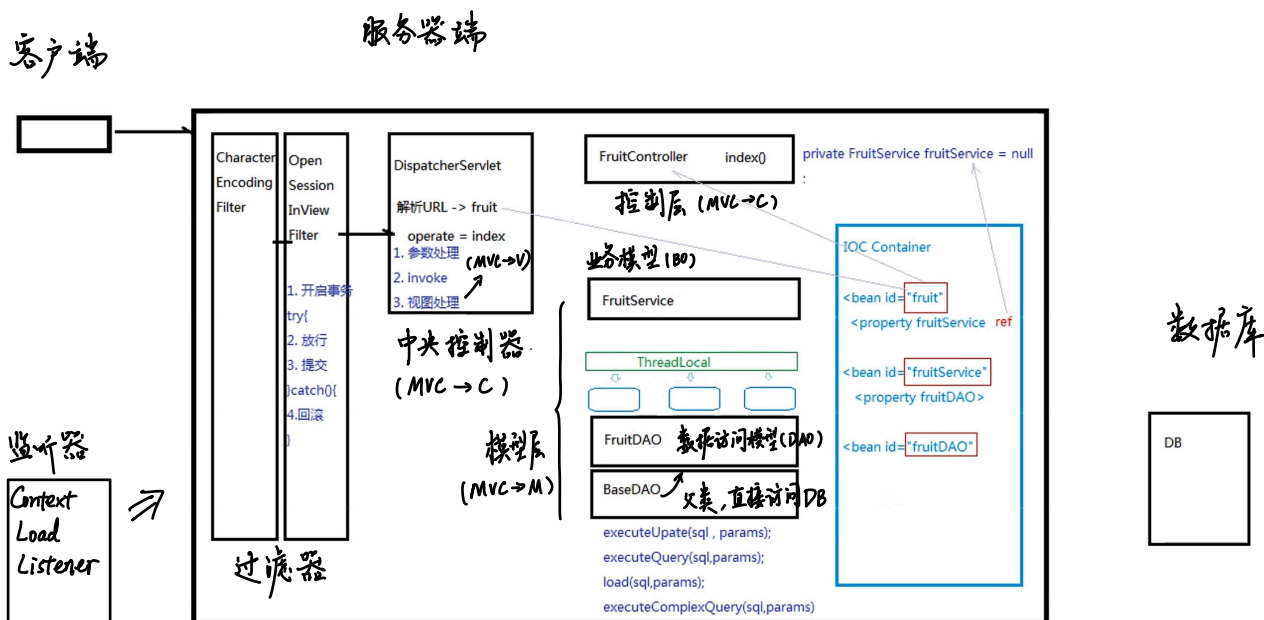 客户端
服务器端
Character
Encoding
Filter
Open
Session
InView
Filter
1. 开启事务
try{
2. 放行
3. 提交
}catch(){
4.回滚
}
过滤器
DispatcherServlet
解析URL -> fruit
operate = index
1. 参数处理
(MVC→V)
2. invoke
3. 视图处理
中央控制器.
(MVC→C)
FruitController index()
private FruitService fruitService = null
:
控制层 (MVC→C)
业务模型(BO)
FruitService
ThreadLocal
FruitDAO 数据访问模型(DAO)
BaseDAO 父类,直接访问DB
模型层
(MVC→M)
executeUpate(sql , params);
executeQuery(sql,params);
load(sql,params);
executeComplexQuery(sql,params)
IOC Container
<bean id="fruit"
<property fruitService ref
<bean id="fruitService"
<property fruitDAO>
<bean id="fruitDAO"
数据库
DB
监听器
Context
Load
Listener